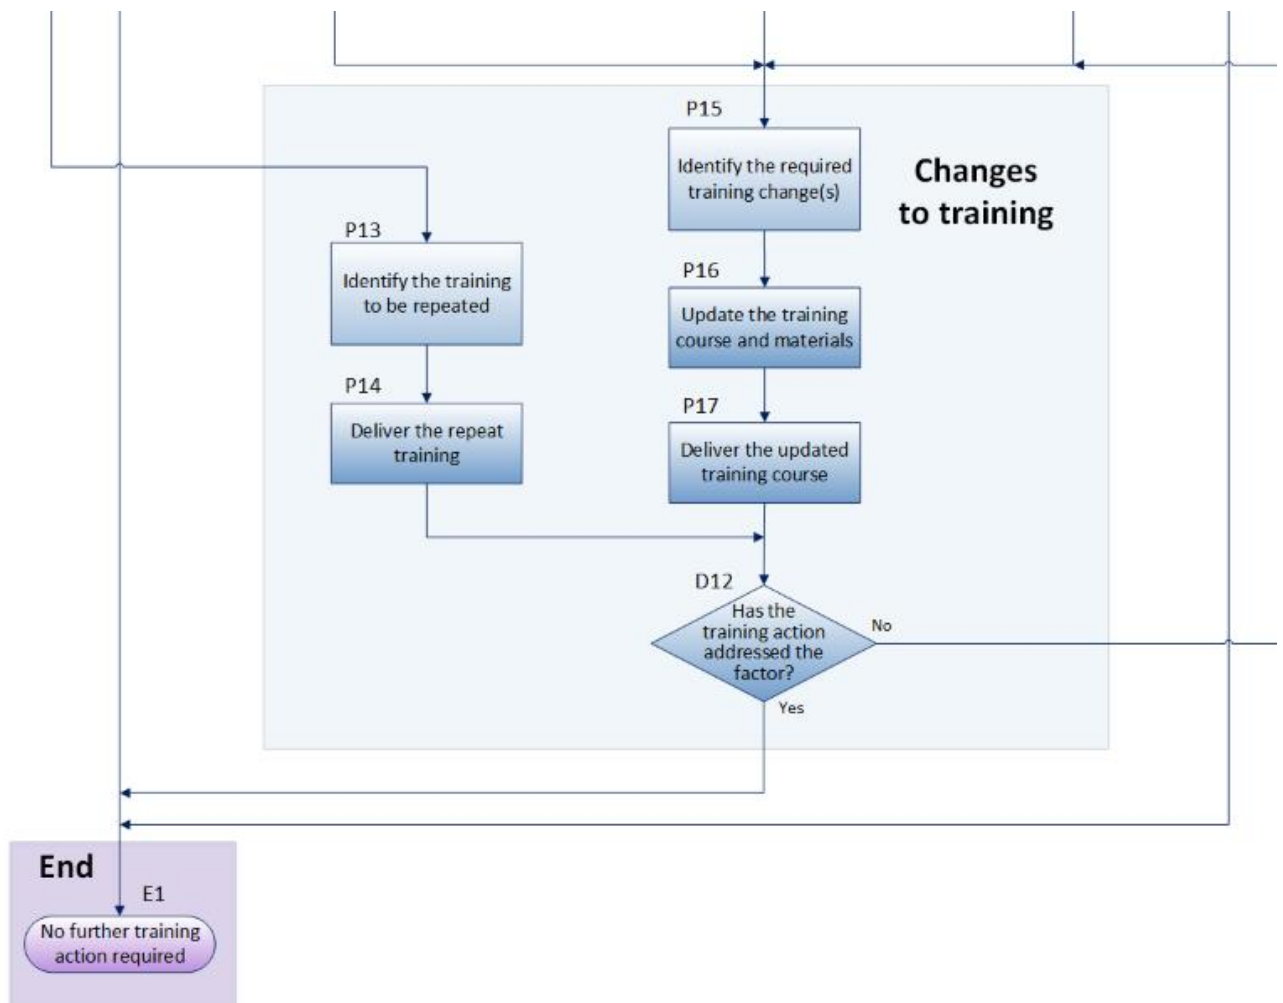 P15
Identify the required
training change(s)
Changes
to training
P13
Identify the training
to be repeated
P16
Update the training
course and materials
P14
Deliver the repeat
training
P17
Deliver the updated
training course
D12
Has the
training action
addressed the
factor?
No
Yes
End
E1
No further training
action required